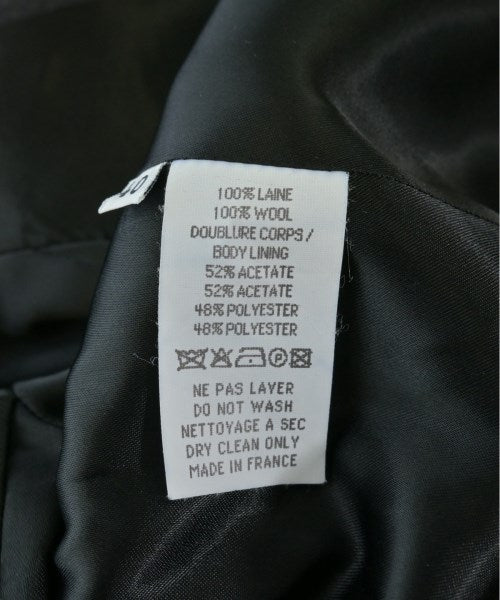 40
100% LAINE
100% WOOL
DOUBLURE CORPS /
BODY LINING
52% ACETATE
52% ACETATE
48% POLYESTER
48% POLYESTER
NE PAS LAYER
DO NOT WASH
NETTOYAGE A SEC
DRY CLEAN ONLY
MADE IN FRANCE